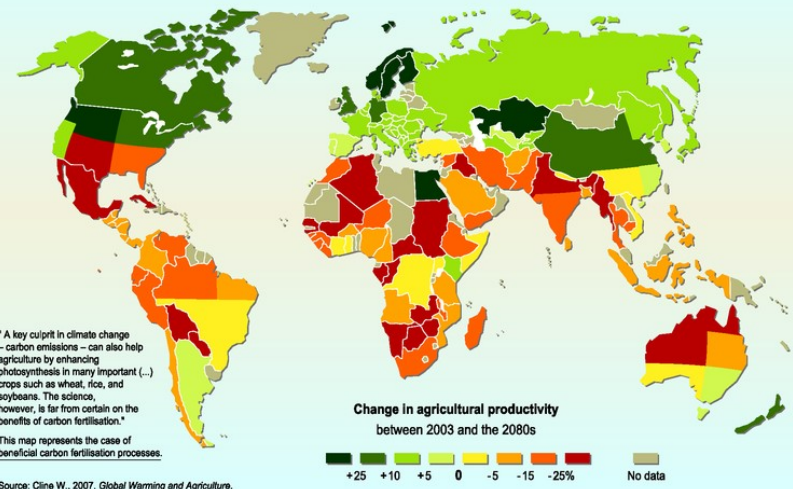 " A key culprit in climate change
– carbon emissions – can also help
agriculture by enhancing
photosynthesis in many important (...)
crops such as wheat, rice, and
soybeans. The science,
however, is far from certain on the
benefits of carbon fertilisation."
This map represents the case of
beneficial carbon fertilisation processes.
Source: Cline W., 2007, Global Warming and Agriculture.
Change in agricultural productivity
between 2003 and the 2080s
+25 +10 +5 0 -5 -15 -25% No data